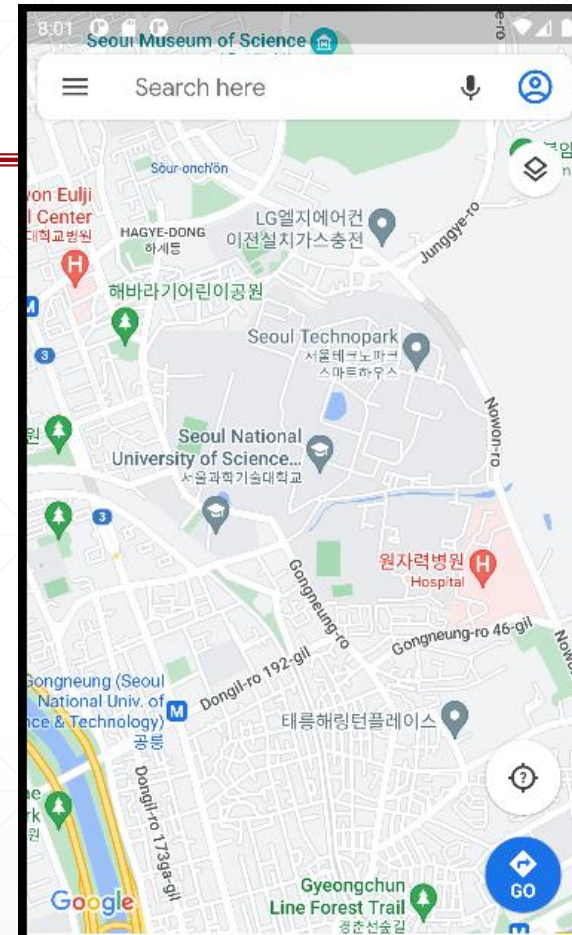 8:01
Seoul Museum of Science
e-ro
Search here
Sŏur-onch'ŏn
on Eulji
l Center
대학교병원
H
HAGYE-DONG
하계동
LG엘지에어컨
이전설치가스충전
Junggye-ro
해바라기어린이공원
3
Seoul Technopark
서울테크노파크
스마트하우스
Nowon-ro
원
Seoul National
University of Science...
서울과학기술대학교
3
원자력병원
Hospital
H
Gongneung-ro
Gongneung-ro 46-gil
Dongil-ro 192-gil
Gongneung (Seoul
National Univ. of
nce & Technology)
공릉
M
태릉해링턴플레이스
Dongil-ro 173ga-gil
GO
Google
Gyeongchun
Line Forest Trail
경춘선숲길